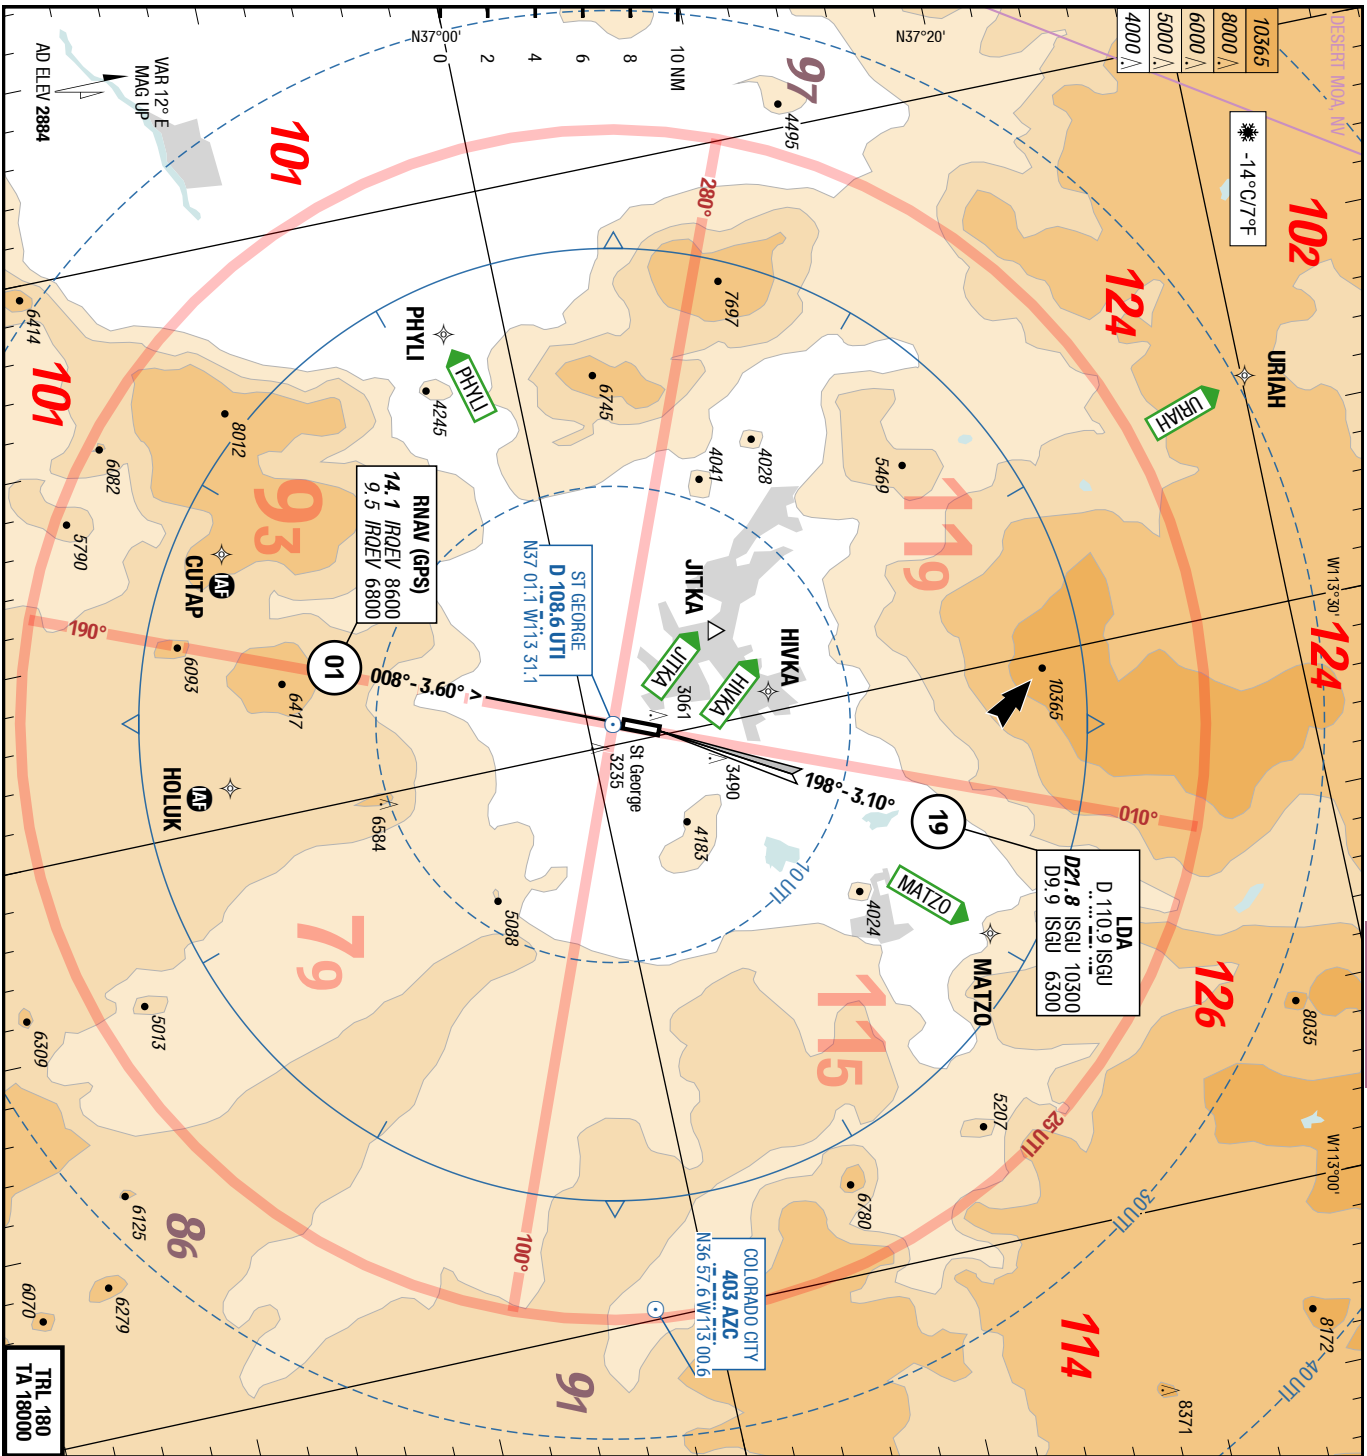 DESERT MOA, NV
10365
8000
6000
5000
4000
-14°C/7°F
N37°00'
N37°20'
W113°30'
W113°00'
0
2
4
6
8
10 NM
VAR 12° E
MAG UP
AD ELEV 2884
97
101
102
124
101
124
119
93
126
115
79
86
91
114
280°
190°
010°
100°
4495
7697
6745
4245
6414
8012
6082
5790
6093
6417
4041
4028
5469
10365
3061
3235
3490
4183
4024
6584
5088
5013
6309
6125
6279
6070
5207
6780
8035
8172
8371
URIAH
URIAH
PHYLI
PHYLI
JITKA
JITKA
HIVKA
HIVKA
MATZO
MATZO
IAF
CUTAP
IAF
HOLUK
St George
RNAV (GPS)
14.1 IRQEV 8600
9.5 IRQEV 6800
01
008°-3.60° >
ST GEORGE
D 108.6 UTI
N37 01.1 W113 31.1
198°-3.10°
19
LDA
D 110.9 ISGU
D21.8 ISGU 10300
D9.9 ISGU 6300
COLORADO CITY
403 AZC
N36 57.6 W113 00.6
10 UTI
25 UTI
30 UTI
40 UTI
TRL 180
TA 18000